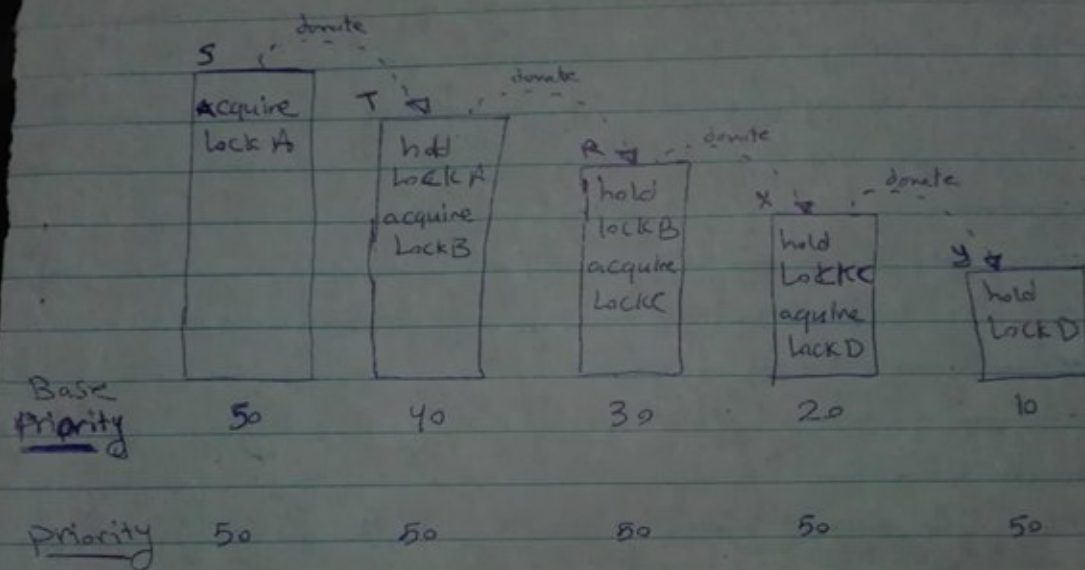 donate
S
acquire
Lock A
donate
T
hold
Lock A
acquire
Lock B
donate
R
hold
lock B
acquire
Lock C
donate
X
hold
Lock C
aquire
Lock D
y
hold
Lock D
Base
Priority 50 40 30 20 10
Priority 50 50 50 50 50